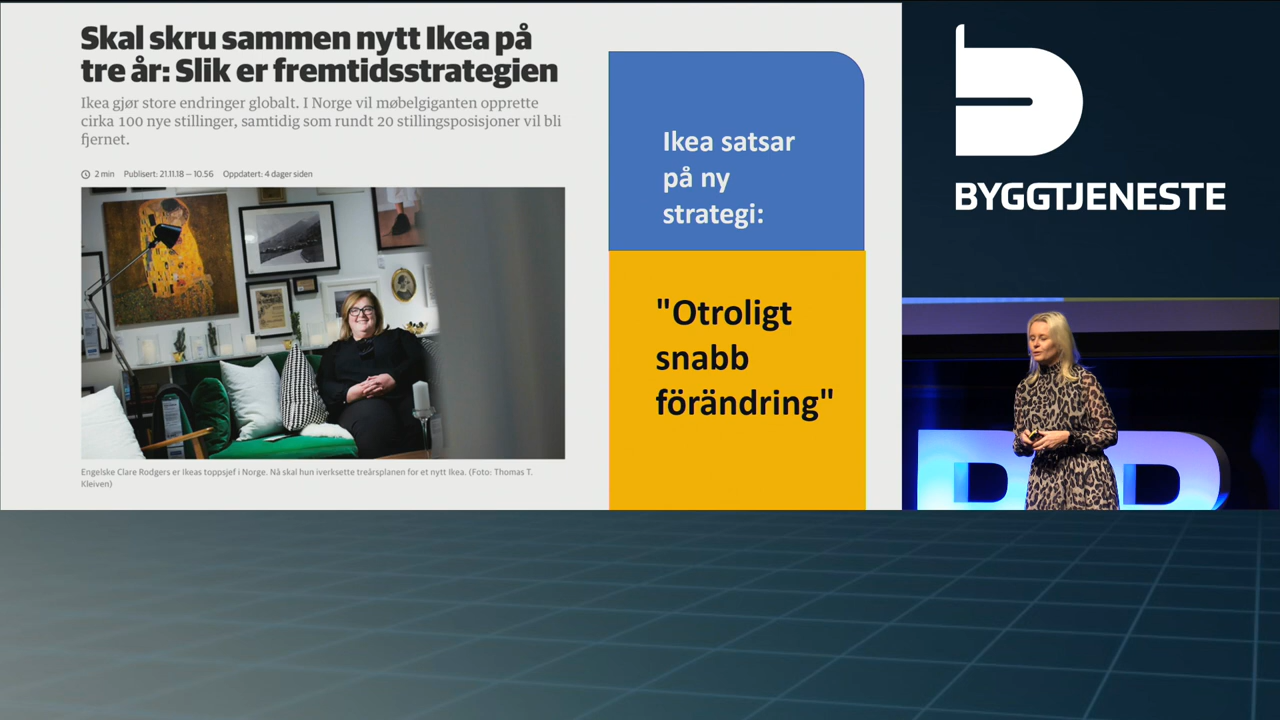 Skal skru sammen nytt Ikea på
tre år: Slik er fremtidsstrategien
Ikea gjør store endringer globalt. I Norge vil møbelgiganten opprette
cirka 100 nye stillinger, samtidig som rundt 20 stillingsposisjoner vil bli
fjernet.
2 min Publisert: 21.11.18 – 10.56 Oppdatert: 4 dager siden
Engelske Clare Rodgers er Ikeas toppsjef i Norge. Nå skal hun iverksette treårsplanen for et nytt Ikea. (Foto: Thomas T.
Kleiven)
Ikea satsar
på ny
strategi:
"Otroligt
snabb
förändring"
BYGGTJENESTE